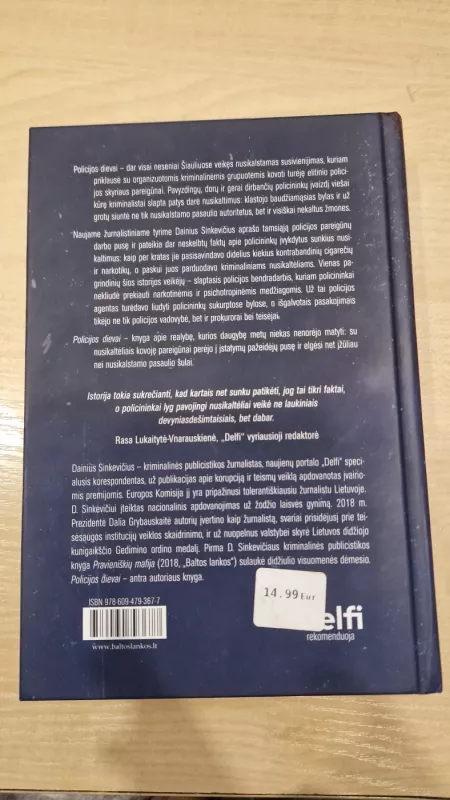 Policijos dievai – dar visai neseniai Šiauliuose veikęs nusikalstamas susivienijimas, kuriam
priklausė su organizuotomis kriminalinėmis grupuotėmis kovoti turėję elitinio polici-
jos skyriaus pareigūnai. Pavyzdingų, dorų ir gerai dirbančių policininkų įvaizdį viešai
kūrę kriminalistai slapta patys darė nusikaltimus: klastojo baudžiamąsias bylas ir už
grotų siuntė ne tik nusikalstamo pasaulio autoritetus, bet ir visiškai nekaltus žmones.
Naujame žurnalistiniame tyrime Dainius Sinkevičius aprašo tamsiąją policijos pareigūnų
darbo pusę ir pateikia dar neskelbtų faktų apie policininkų įvykdytus sunkius nusi-
kaltimus: kaip per kratas jie pasisavindavo didelius kiekius kontrabandinių cigarečių
ir narkotikų, o paskui juos parduodavo kriminaliniams nusikaltėliams. Vienas pa-
grindinių šios istorijos veikėjų – slaptasis policijos bendradarbis, kuriam policininkai
nekliudė prekiauti narkotinėmis ir psichotropinėmis medžiagomis. Už tai policijos
agentas turėdavo liudyti policininkų sukurptose bylose, o išgalvotais pasakojimais
tikėjo ne tik policijos vadovybė, bet ir prokurorai bei teisėjai.
Policijos dievai – knyga apie realybę, kurios daugybę metų niekas nenorėjo matyti: su
nusikaltėliais kovoję pareigūnai perėjo į įstatymų pažeidėjų pusę ir elgėsi net įžūliau
nei nusikalstamo pasaulio šulai.
Istorija tokia sukrečianti, kad kartais net sunku patikėti, jog tai tikri faktai,
o policininkai lyg pavojingi nusikaltėliai veikė ne laukiniais
devyniasdešimtaisiais, bet dabar.
Rasa Lukaitytė-Vnarauskienė, „Delfi“ vyriausioji redaktorė
Dainius Sinkevičius – kriminalinės publicistikos žurnalistas, naujienų portalo „Delfi“ speci-
alusis korespondentas, už publikacijas apie korupciją ir teismų veiklą apdovanotas įvairio-
mis premijomis. Europos Komisija jį yra pripažinusi tolerantiškiausiu žurnalistu Lietuvoje.
D. Sinkevičiui įteiktas nacionalinis apdovanojimas už žodžio laisvės gynimą. 2018 m.
Prezidentė Dalia Grybauskaitė autorių įvertino kaip žurnalistą, svariai prisidėjusį prie tei-
sėsaugos institucijų veiklos skaidrinimo, ir už nuopelnus valstybei skyrė Lietuvos didžiojo
kunigaikščio Gedimino ordino medalį. Pirma D. Sinkevičiaus kriminalinės publicistikos
knyga Pravieniškių mafija (2018, „Baltos lankos“) sulaukė didžiulio visuomenės dėmesio.
Policijos dievai – antra autoriaus knyga.
ISBN 978-609-479-367-7
www.baltoslankos.lt
14.99 Eur
elfi
rekomenduoja